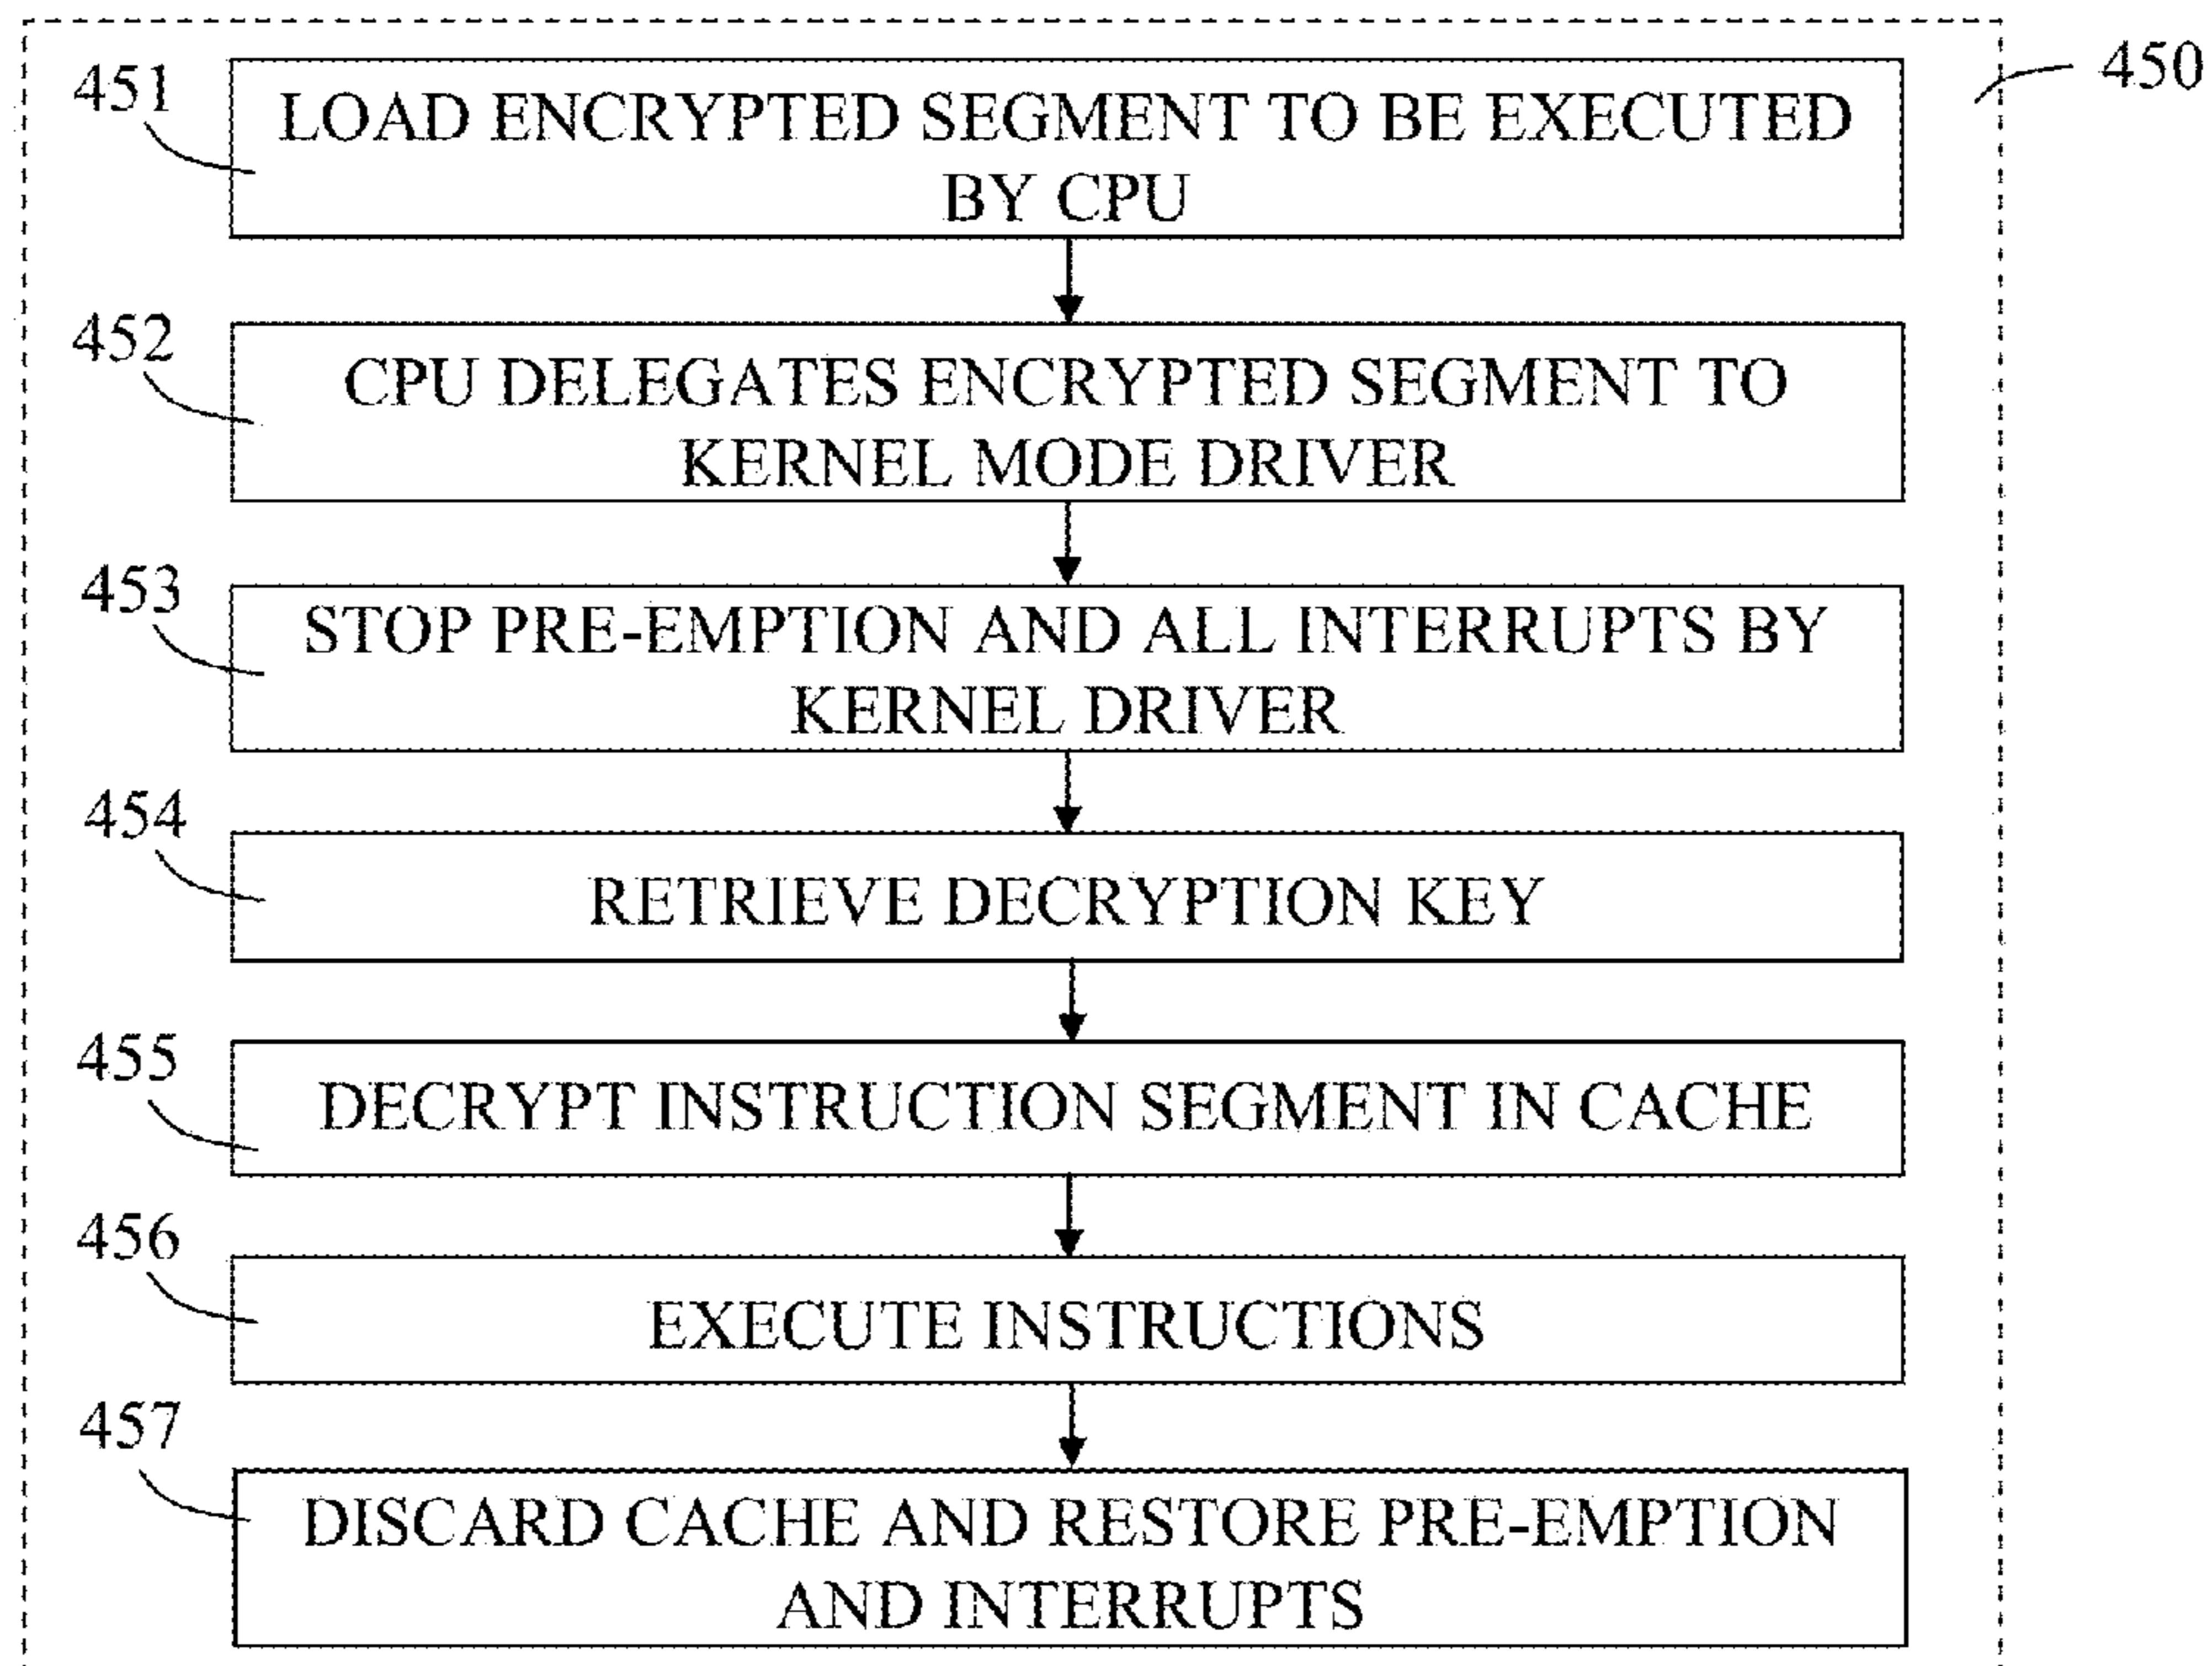 450
451
LOAD ENCRYPTED SEGMENT TO BE EXECUTED
BY CPU
452
CPU DELEGATES ENCRYPTED SEGMENT TO
KERNEL MODE DRIVER
453
STOP PRE-EMPTION AND ALL INTERRUPTS BY
KERNEL DRIVER
454
RETRIEVE DECRYPTION KEY
455
DECRYPT INSTRUCTION SEGMENT IN CACHE
456
EXECUTE INSTRUCTIONS
457
DISCARD CACHE AND RESTORE PRE-EMPTION
AND INTERRUPTS